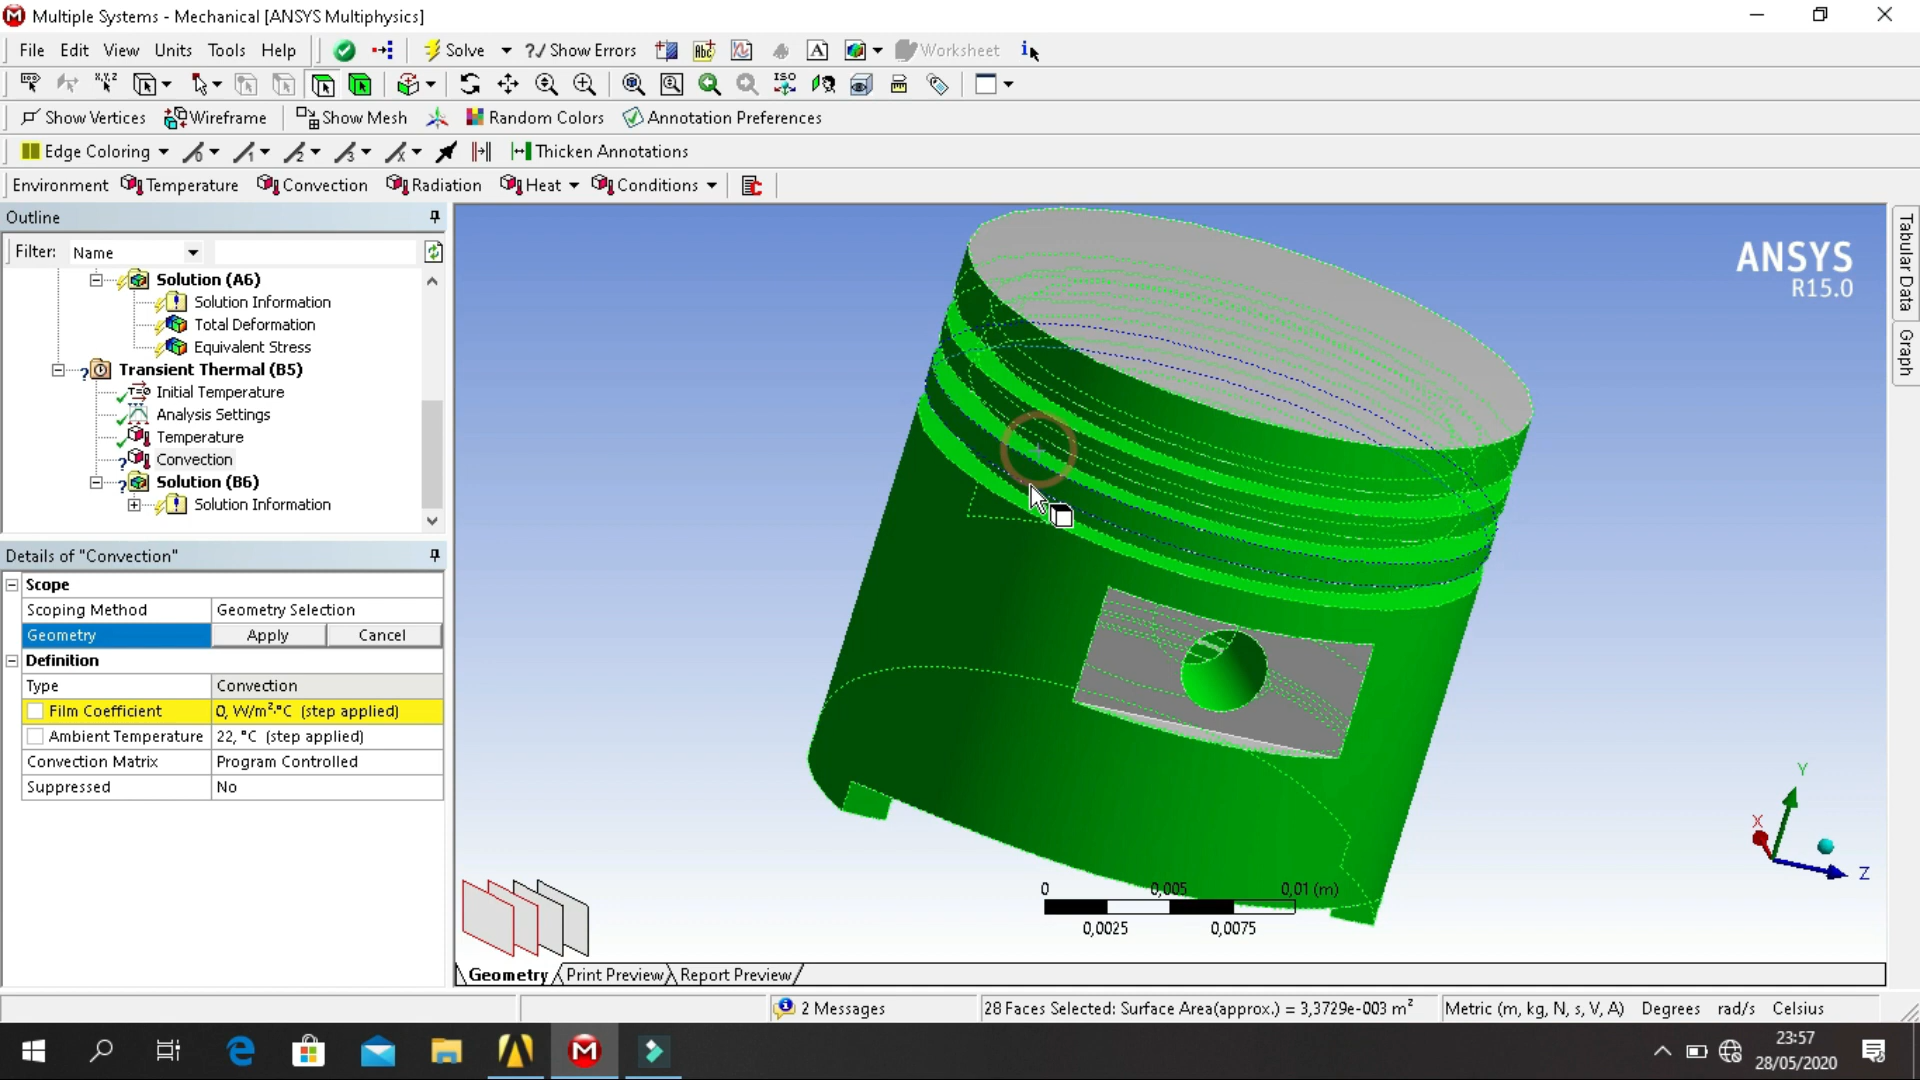 Multiple Systems - Mechanical [ANSYS Multiphysics]
File Edit View Units Tools Help Solve ?/ Show Errors Worksheet
ISO
Show Vertices Wireframe Show Mesh Random Colors Annotation Preferences
Edge Coloring Thicken Annotations
Environment Temperature Convection Radiation Heat Conditions
Outline
Filter: Name
Solution (A6)
Solution Information
Total Deformation
Equivalent Stress
Transient Thermal (B5)
Initial Temperature
Analysis Settings
Temperature
Convection
Solution (B6)
Solution Information
Details of "Convection"
Scope
Scoping Method Geometry Selection
Geometry Apply Cancel
Definition
Type Convection
Film Coefficient 0, W/m²·°C (step applied)
Ambient Temperature 22, °C (step applied)
Convection Matrix Program Controlled
Suppressed No
ANSYS
R15.0
Tabular Data
Graph
Y
X
Z
0 0,005 0,01 (m)
0,0025 0,0075
Geometry Print Preview Report Preview
2 Messages 28 Faces Selected: Surface Area(approx.) = 3,3729e-003 m² Metric (m, kg, N, s, V, A) Degrees rad/s Celsius
23:57
28/05/2020